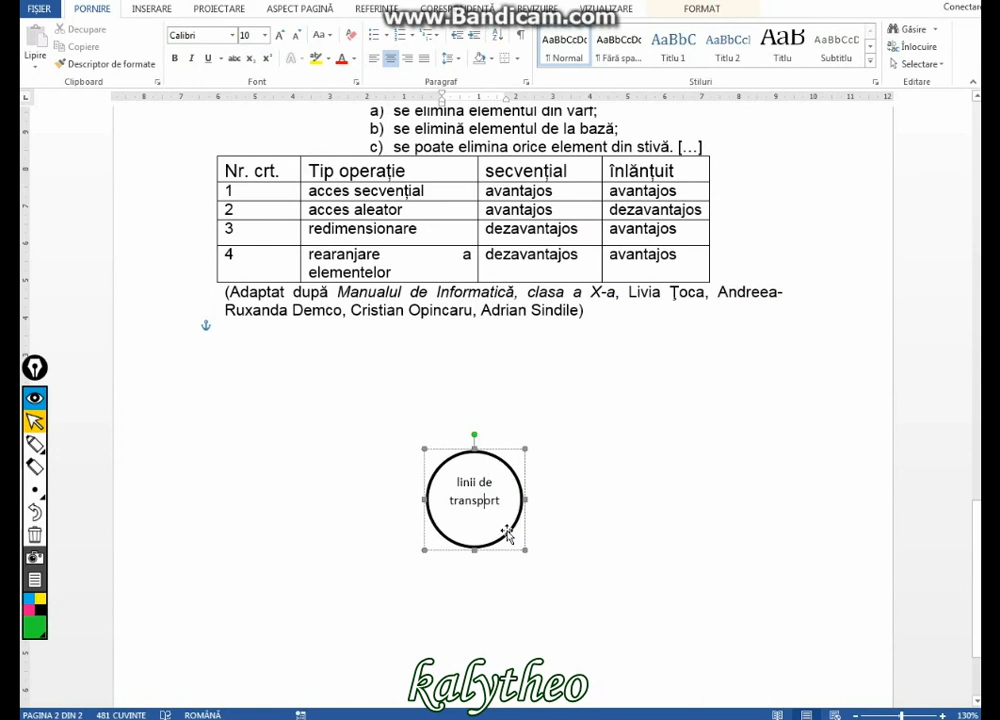 FIȘIER PORNIRE INSERARE PROIECTARE ASPECT PAGINĂ REFERINȚE CORESPONDENȚĂ REVIZUIRE VIZUALIZARE FORMAT Conectare
www.Bandicam.com
Lipire
Decupare
Copiere
Descriptor de formate
Clipboard
Calibri 10
Font
Paragraf
AaBbCcDc AaBbCcDc AaBbC AaBbCcI AaB AaBbCcD
¶ Normal ¶ Fără spa... Titlu 1 Titlu 2 Titlu Subtitlu
Stiluri
Găsire
Înlocuire
Selectare
Editare
a) se elimină elementul din vârf;
b) se elimină elementul de la bază;
c) se poate elimina orice element din stivă. […]
Nr. crt. Tip operație secvențial înlănțuit
1 acces secvențial avantajos avantajos
2 acces aleator avantajos dezavantajos
3 redimensionare dezavantajos avantajos
4 rearanjare a elementelor dezavantajos avantajos
(Adaptat după Manualul de Informatică, clasa a X-a, Livia Ţoca, Andreea-
Ruxanda Demco, Cristian Opincaru, Adrian Sindile)
linii de
transport
kalytheo
PAGINA 2 DIN 2 481 CUVINTE ROMÂNĂ 130%